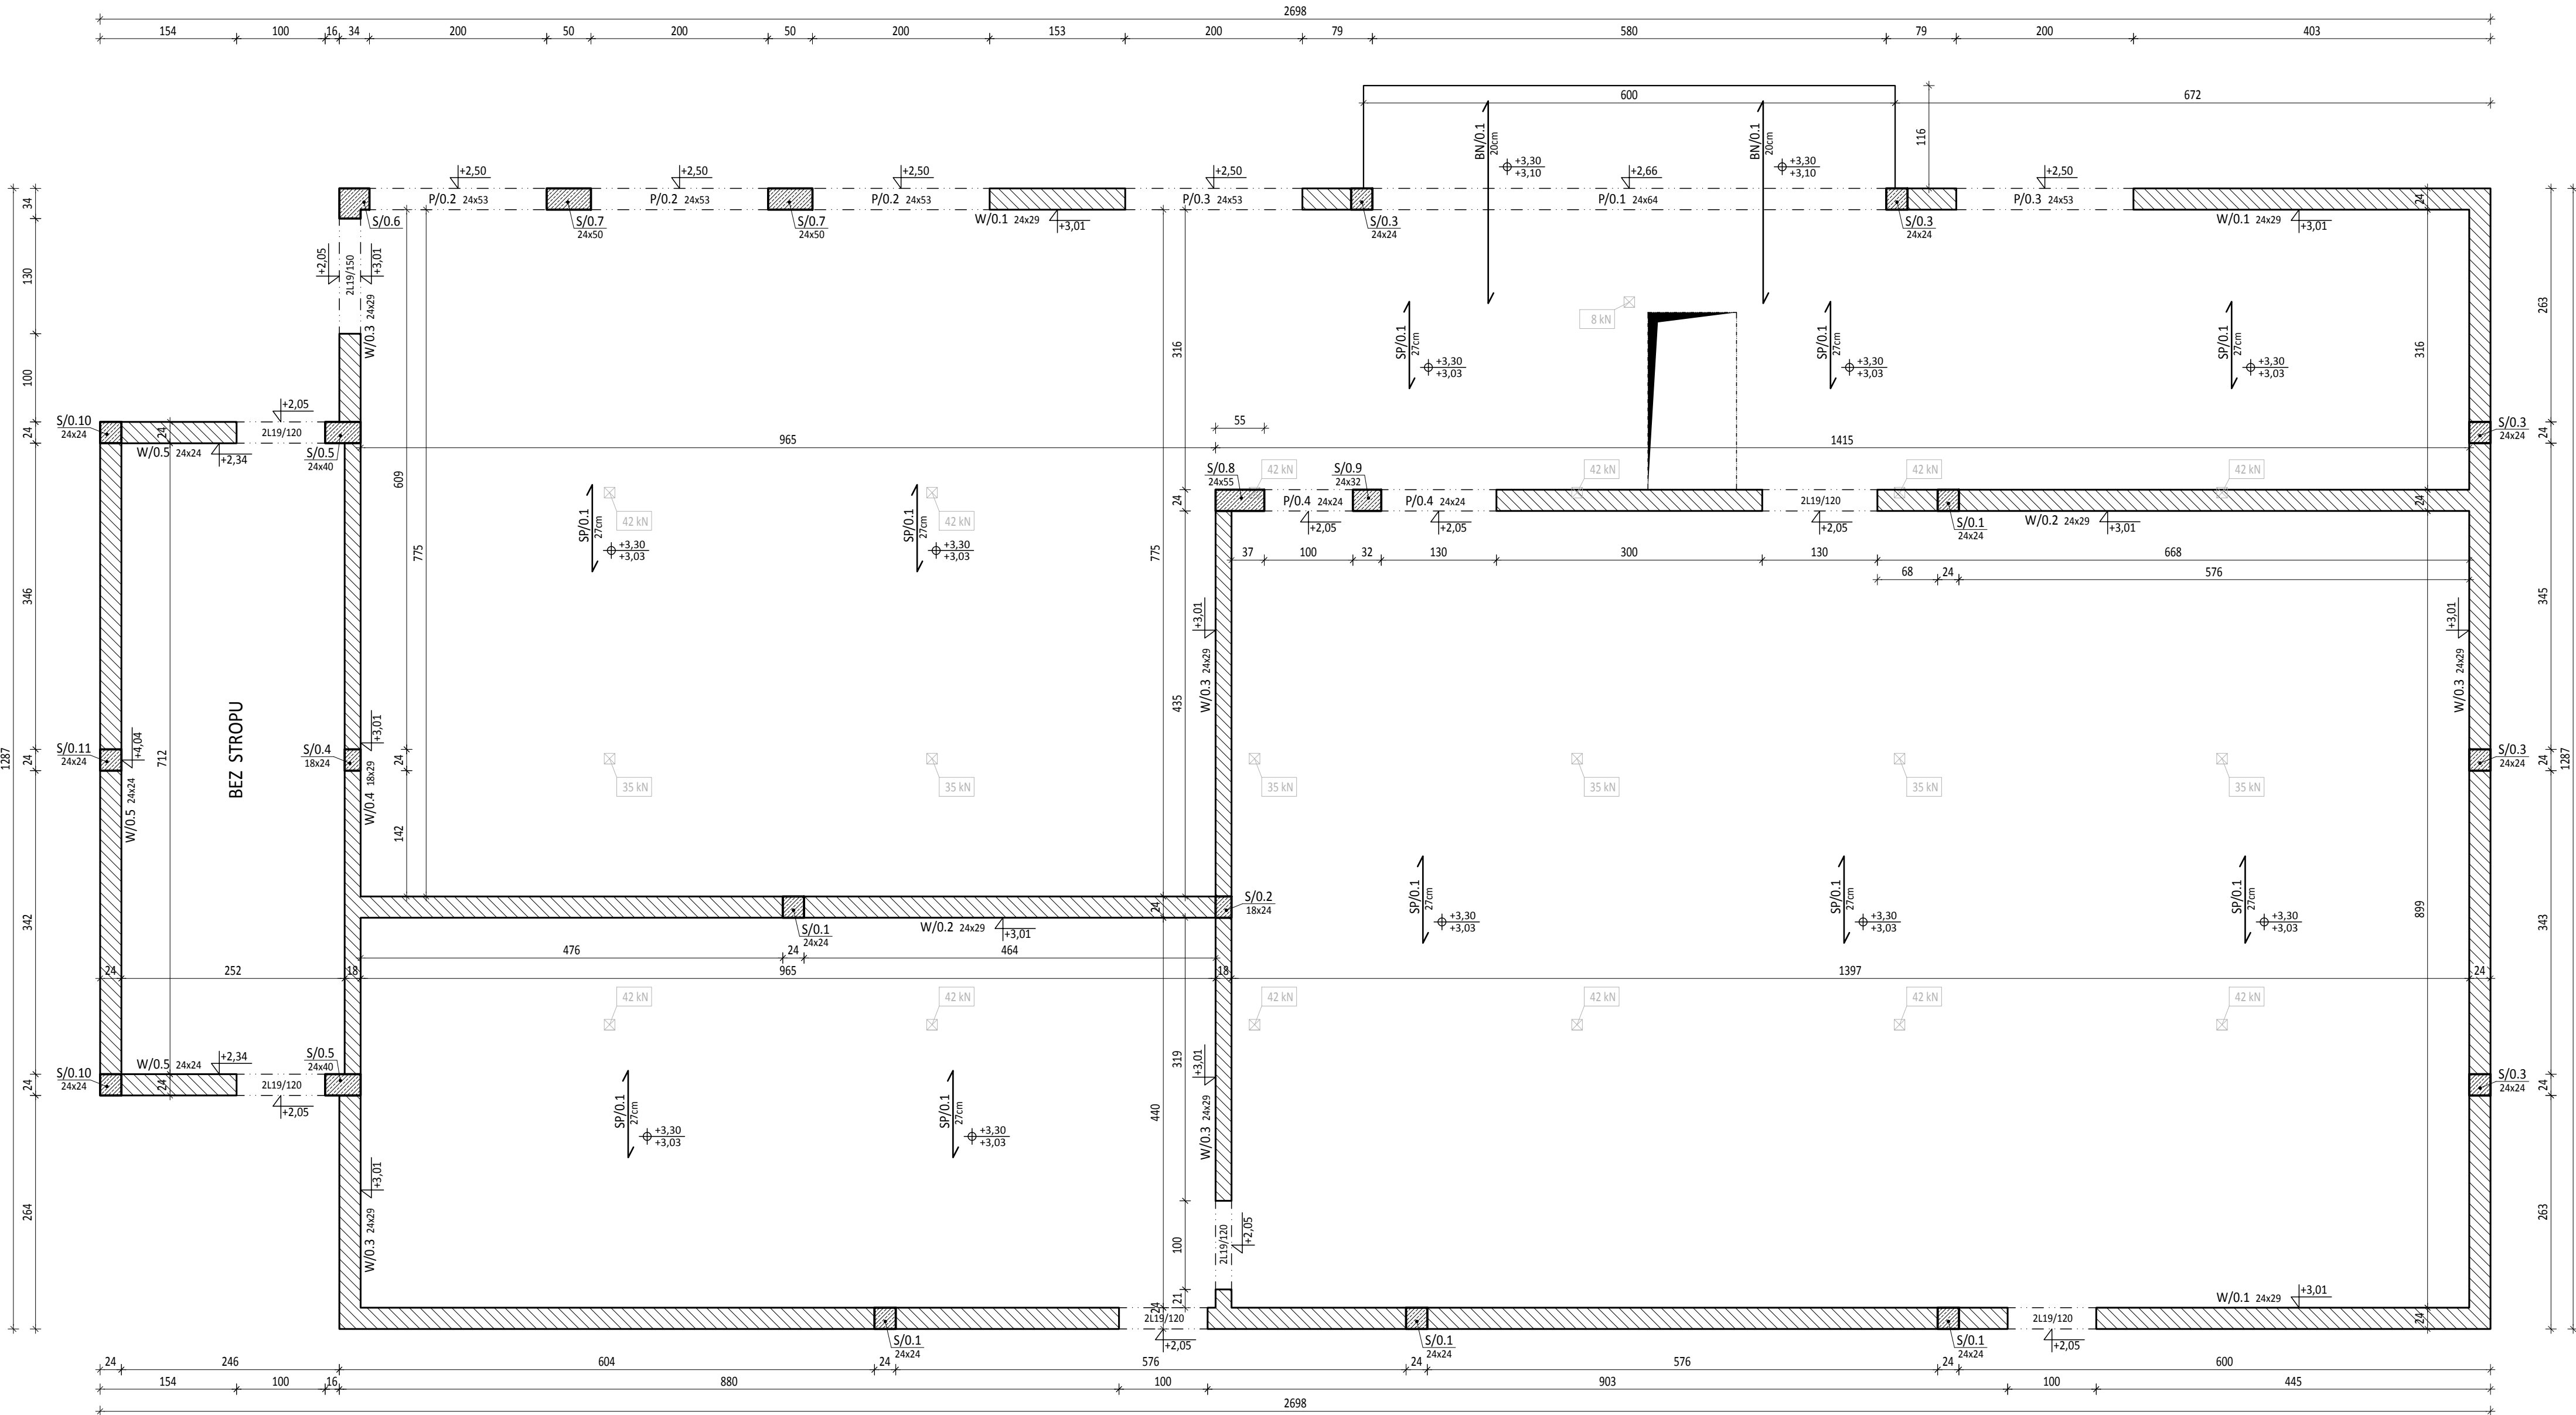 2698
154 100 16 34 200 50 200 50 200 153 200 79 580 79 200 403
600 672
116
BN/0.1
20cm
+3,30
+3,10
BN/0.1
20cm
+3,30
+3,10
+2,50 +2,50 +2,50 +2,50 +2,66 +2,50
P/0.2 24x53
P/0.2 24x53
P/0.2 24x53
P/0.3 24x53
P/0.1 24x64
P/0.3 24x53
S/0.6
S/0.7
24x50
S/0.7
24x50
W/0.1 24x29
+3,01
S/0.3
24x24
S/0.3
24x24
W/0.1 24x29
+3,01
24
1287
34
130
100
24
346
24
342
24
264
+2,05
2L19/150
+3,01
W/0.3 24x29
8 kN
SP/0.1
27cm
+3,30
+3,03
SP/0.1
27cm
+3,30
+3,03
SP/0.1
27cm
+3,30
+3,03
316
316
263
24
345
24
343
24
263
1287
S/0.10
24x24
24
+2,05
2L19/120
W/0.5 24x24
+2,34
S/0.5
24x40
965
55
1415
S/0.3
24x24
609
775
S/0.8
24x55
42 kN
S/0.9
24x32
42 kN
42 kN
42 kN
24
P/0.4 24x24
+2,05
P/0.4 24x24
+2,05
2L19/120
+2,05
S/0.1
24x24
W/0.2 24x29
+3,01
24
SP/0.1
27cm
42 kN
+3,30
+3,03
SP/0.1
27cm
42 kN
+3,30
+3,03
775
37 100 32 130 300 130 668
68 24 576
+3,01
W/0.3 24x29
+3,01
W/0.3 24x29
435
712
BEZ STROPU
S/0.11
24x24
+4,04
W/0.5 24x24
S/0.4
18x24
+3,01
W/0.4 18x29
24
142
35 kN
35 kN
35 kN
35 kN
35 kN
35 kN
S/0.3
24x24
SP/0.1
27cm
+3,30
+3,03
SP/0.1
27cm
+3,30
+3,03
SP/0.1
27cm
+3,30
+3,03
899
24
S/0.2
18x24
S/0.1
24x24
W/0.2 24x29
+3,01
476 24 464
24 252 18 965 18 1397 24
42 kN
42 kN
42 kN
42 kN
42 kN
42 kN
S/0.10
24x24
W/0.5 24x24
+2,34
24
2L19/120
+2,05
S/0.5
24x40
S/0.3
24x24
SP/0.1
27cm
+3,30
+3,03
SP/0.1
27cm
+3,30
+3,03
440
319
+3,01
W/0.3 24x29
+3,01
W/0.3 24x29
100
2L19/120
+2,05
21
24
2L19/120
+2,05
W/0.1 24x29
+3,01
24
2L19/120
+2,05
S/0.1
24x24
S/0.1
24x24
S/0.1
24x24
24 246 604 24 576 24 576 24 600
154 100 16 880 100 903 100 445
2698